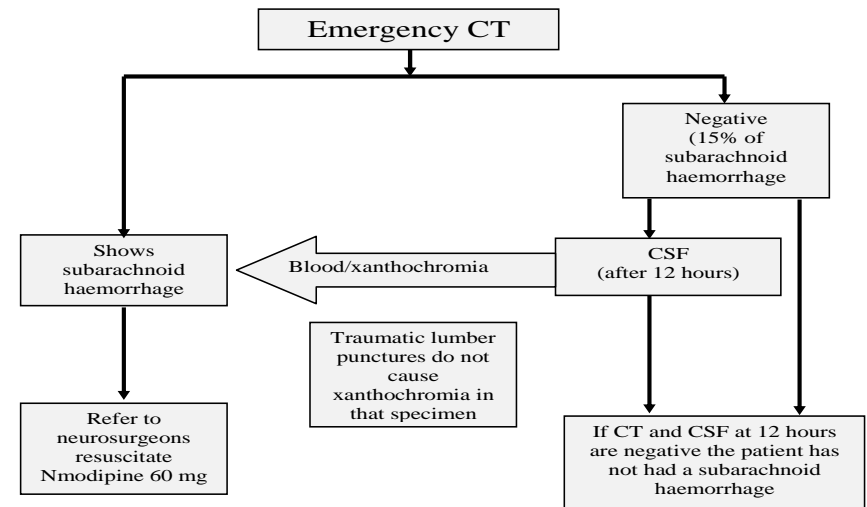 Emergency CT
Negative
(15% of
subarachnoid
haemorrhage
Shows
subarachnoid
haemorrhage
Blood/xanthochromia
CSF
(after 12 hours)
Traumatic lumber
punctures do not
cause
xanthochromia in
that specimen
Refer to
neurosurgeons
resuscitate
Nmodipine 60 mg
If CT and CSF at 12 hours
are negative the patient has
not had a subarachnoid
haemorrhage